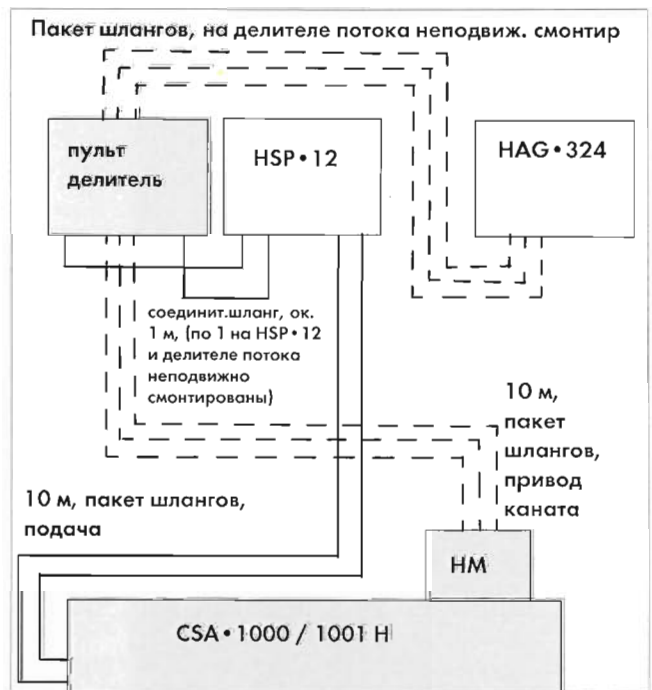 Пакет шлангов, на делителе потока неподвиж. смонтир
пульт
делитель
HSP•12
HAG•324
соединит.шланг, ок.
1 м, (по 1 на HSP•12
и делителе потока
неподвижно
смонтированы)
10 м,
пакет
шлангов,
привод
каната
10 м, пакет шлангов,
подача
НМ
CSA•1000 / 1001 H